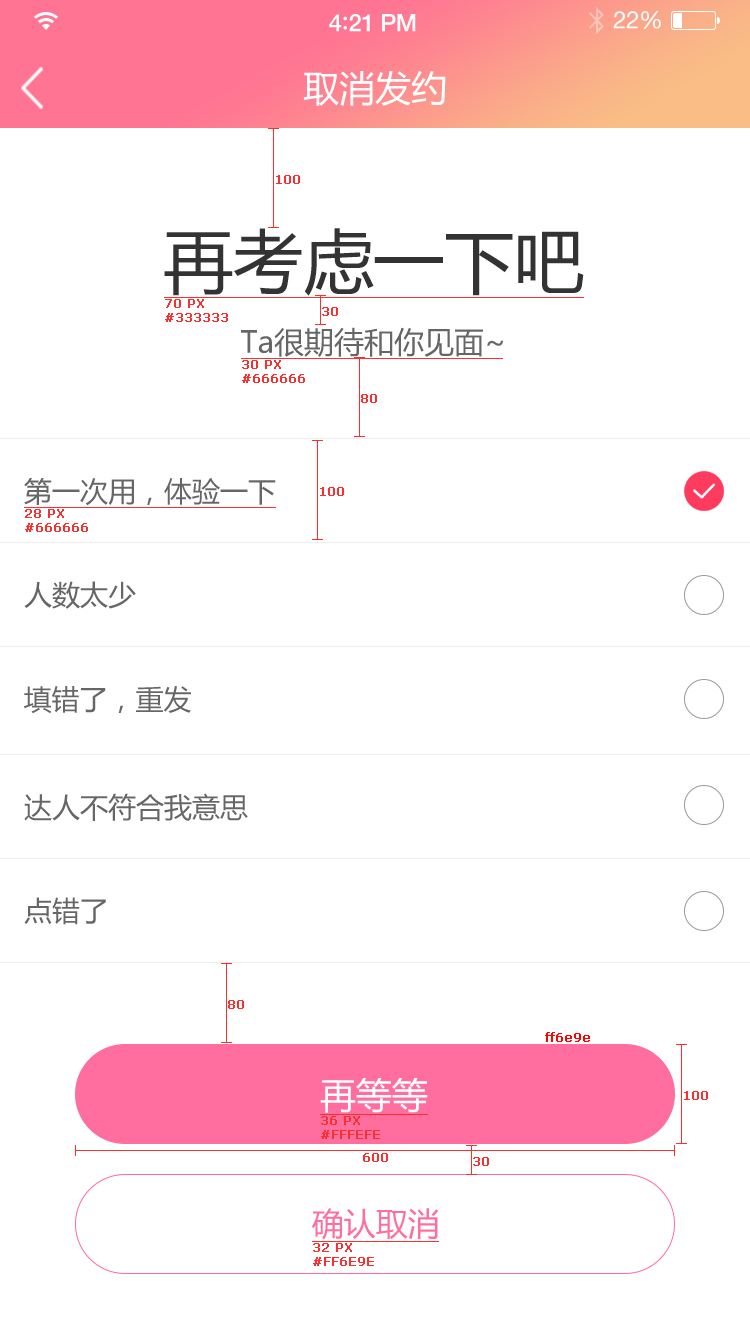 4:21 PM
22%
取消发约
100
再考虑一下吧
70 PX
#333333
30
Ta很期待和你见面~
30 PX
#666666
80
第一次用，体验一下
28 PX
#666666
100
人数太少
填错了，重发
达人不符合我意思
点错了
80
ff6e9e
再等等
36 PX
#FFFEFE
100
600
30
确认取消
32 PX
#FF6E9E